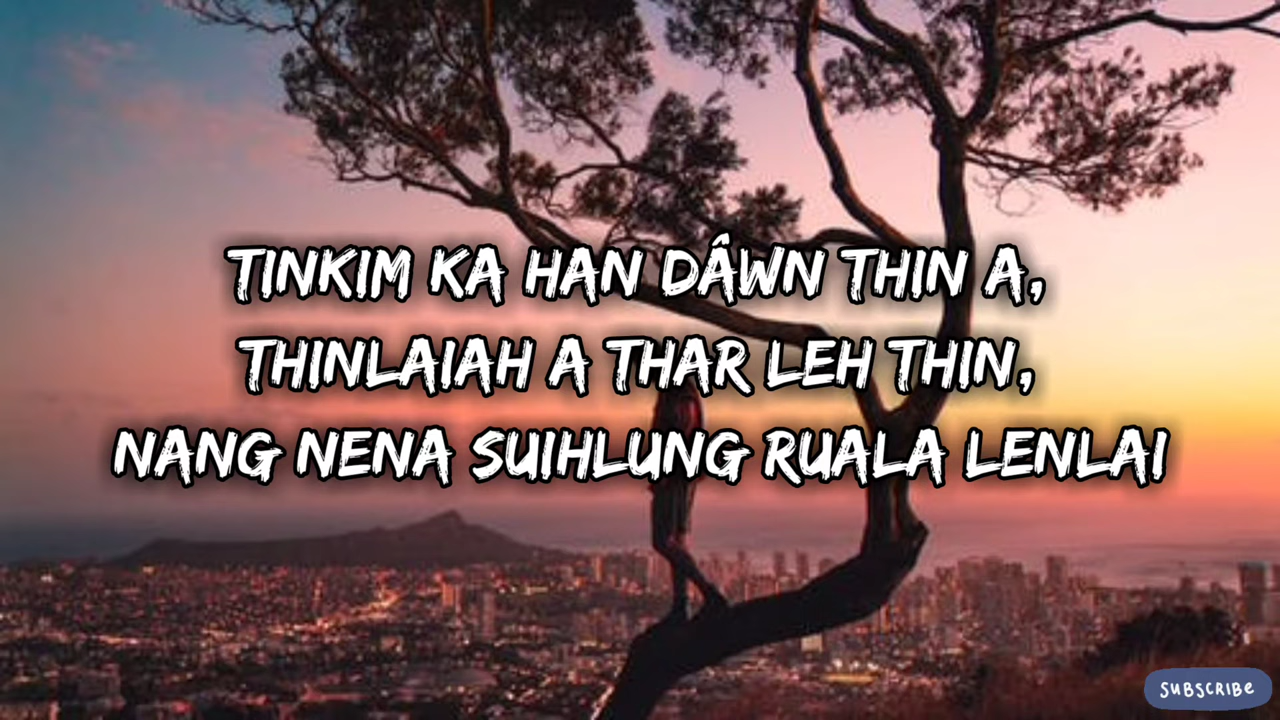 TINKIM KA HAN DÂWN THIN A,
THINLAIAH A THAR LEH THIN,
NANG NENA SUIHLUNG RUALA LENLAI
SUBSCRIBE